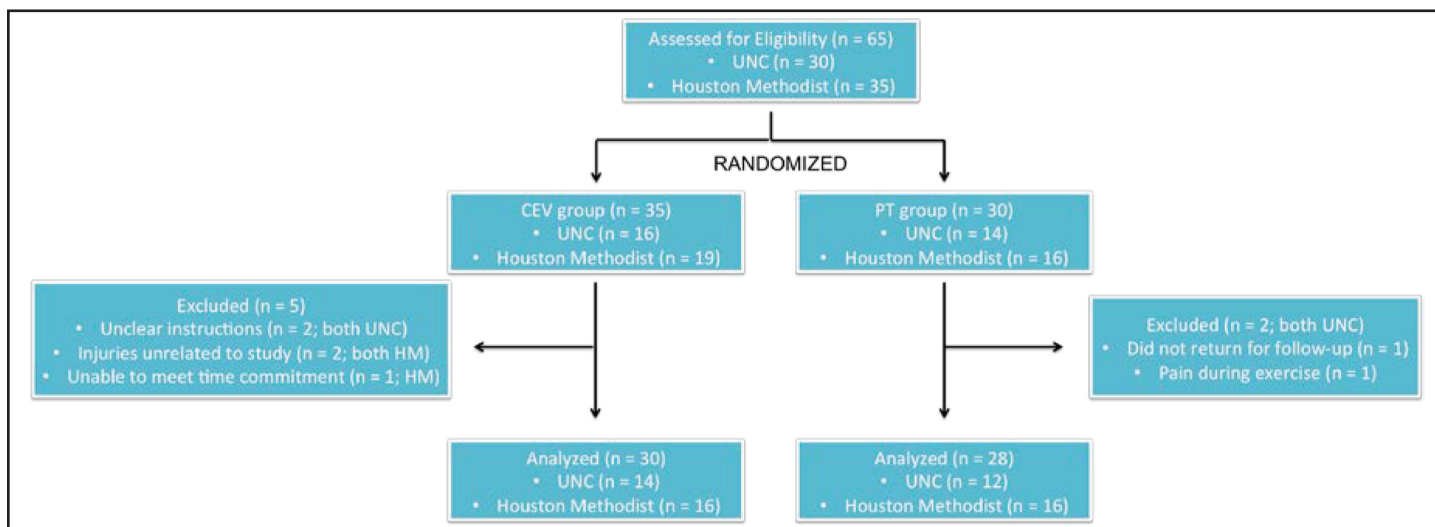 Assessed for Eligibility (n = 65)
• UNC (n = 30)
• Houston Methodist (n = 35)
RANDOMIZED
CEV group (n = 35)
• UNC (n = 16)
• Houston Methodist (n = 19)
PT group (n = 30)
• UNC (n = 14)
• Houston Methodist (n = 16)
Excluded (n = 5)
• Unclear instructions (n = 2; both UNC)
• Injuries unrelated to study (n = 2; both HM)
• Unable to meet time commitment (n = 1; HM)
Excluded (n = 2; both UNC)
• Did not return for follow-up (n = 1)
• Pain during exercise (n = 1)
Analyzed (n = 30)
• UNC (n = 14)
• Houston Methodist (n = 16)
Analyzed (n = 28)
• UNC (n = 12)
• Houston Methodist (n = 16)